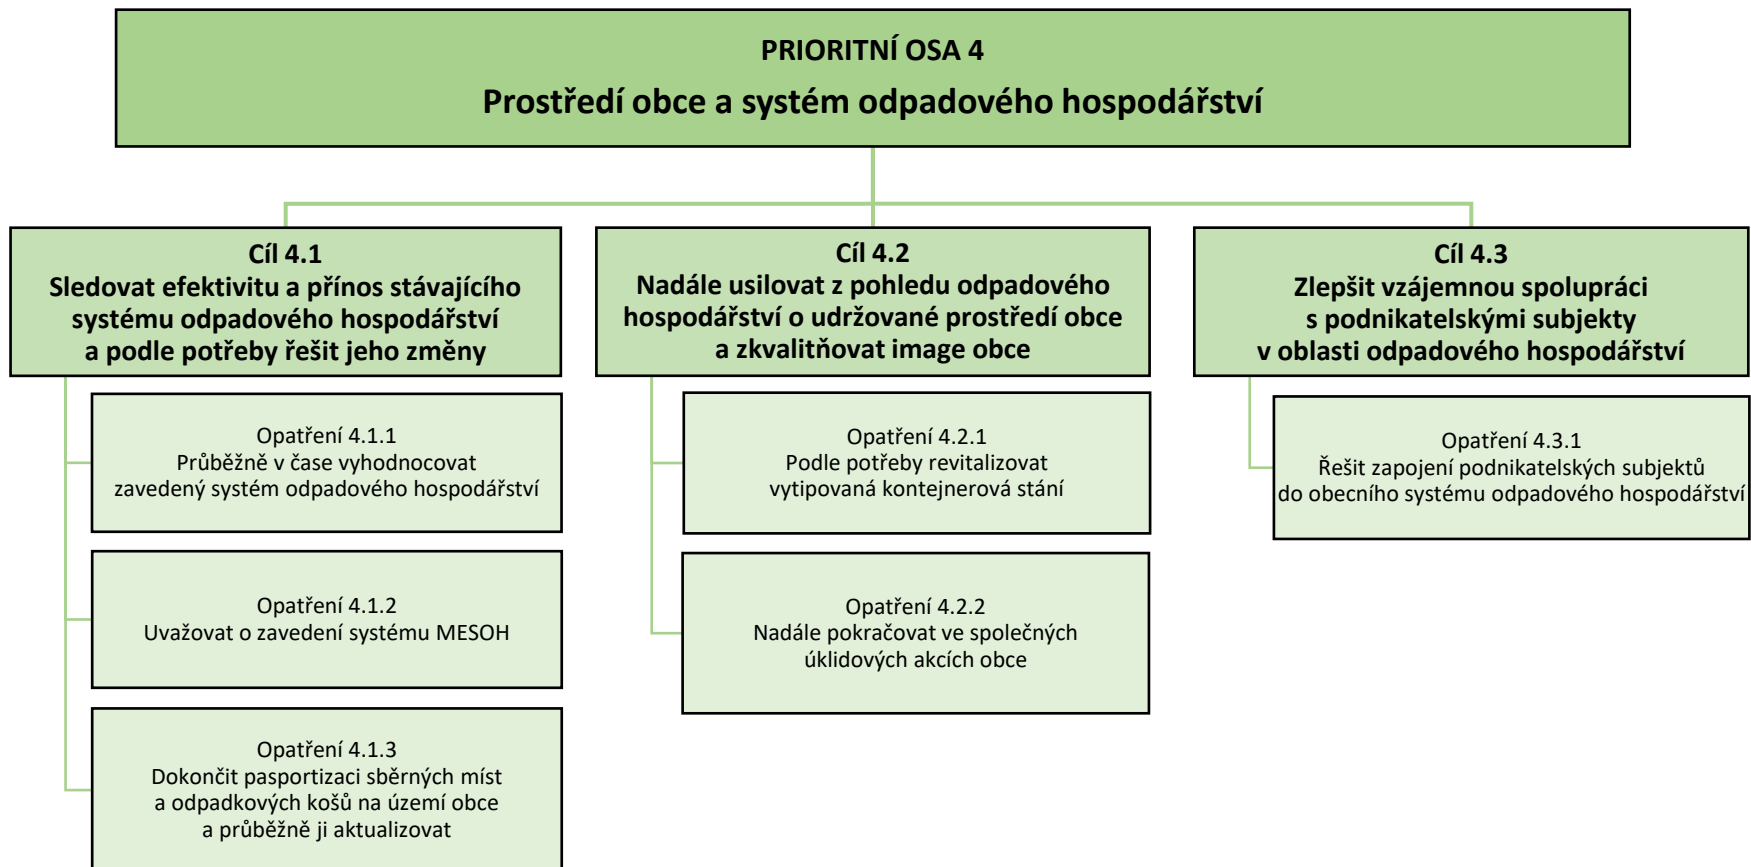 PRIORITNÍ OSA 4
Prostředí obce a systém odpadového hospodářství
Cíl 4.1
Sledovat efektivitu a přínos stávajícího
systému odpadového hospodářství
a podle potřeby řešit jeho změny
Opatření 4.1.1
Průběžně v čase vyhodnocovat
zavedený systém odpadového hospodářství
Opatření 4.1.2
Uvažovat o zavedení systému MESOH
Opatření 4.1.3
Dokončit pasportizaci sběrných míst
a odpadkových košů na území obce
a průběžně ji aktualizovat
Cíl 4.2
Nadále usilovat z pohledu odpadového
hospodářství o udržované prostředí obce
a zkvalitňovat image obce
Opatření 4.2.1
Podle potřeby revitalizovat
vytipovaná kontejnerová stání
Opatření 4.2.2
Nadále pokračovat ve společných
úklidových akcích obce
Cíl 4.3
Zlepšit vzájemnou spolupráci
s podnikatelskými subjekty
v oblasti odpadového hospodářství
Opatření 4.3.1
Řešit zapojení podnikatelských subjektů
do obecního systému odpadového hospodářství